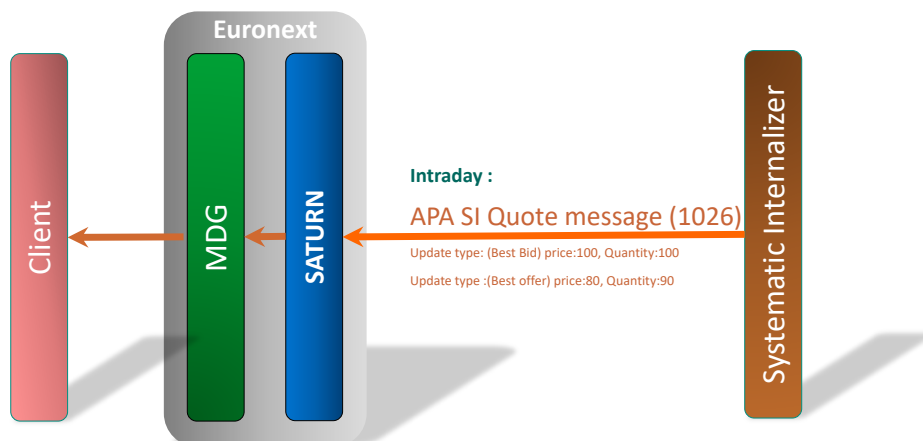 Euronext
Client
MDG
SATURN
Intraday :
APA SI Quote message (1026)
Update type: (Best Bid) price:100, Quantity:100
Update type :(Best offer) price:80, Quantity:90
Systematic Internalizer